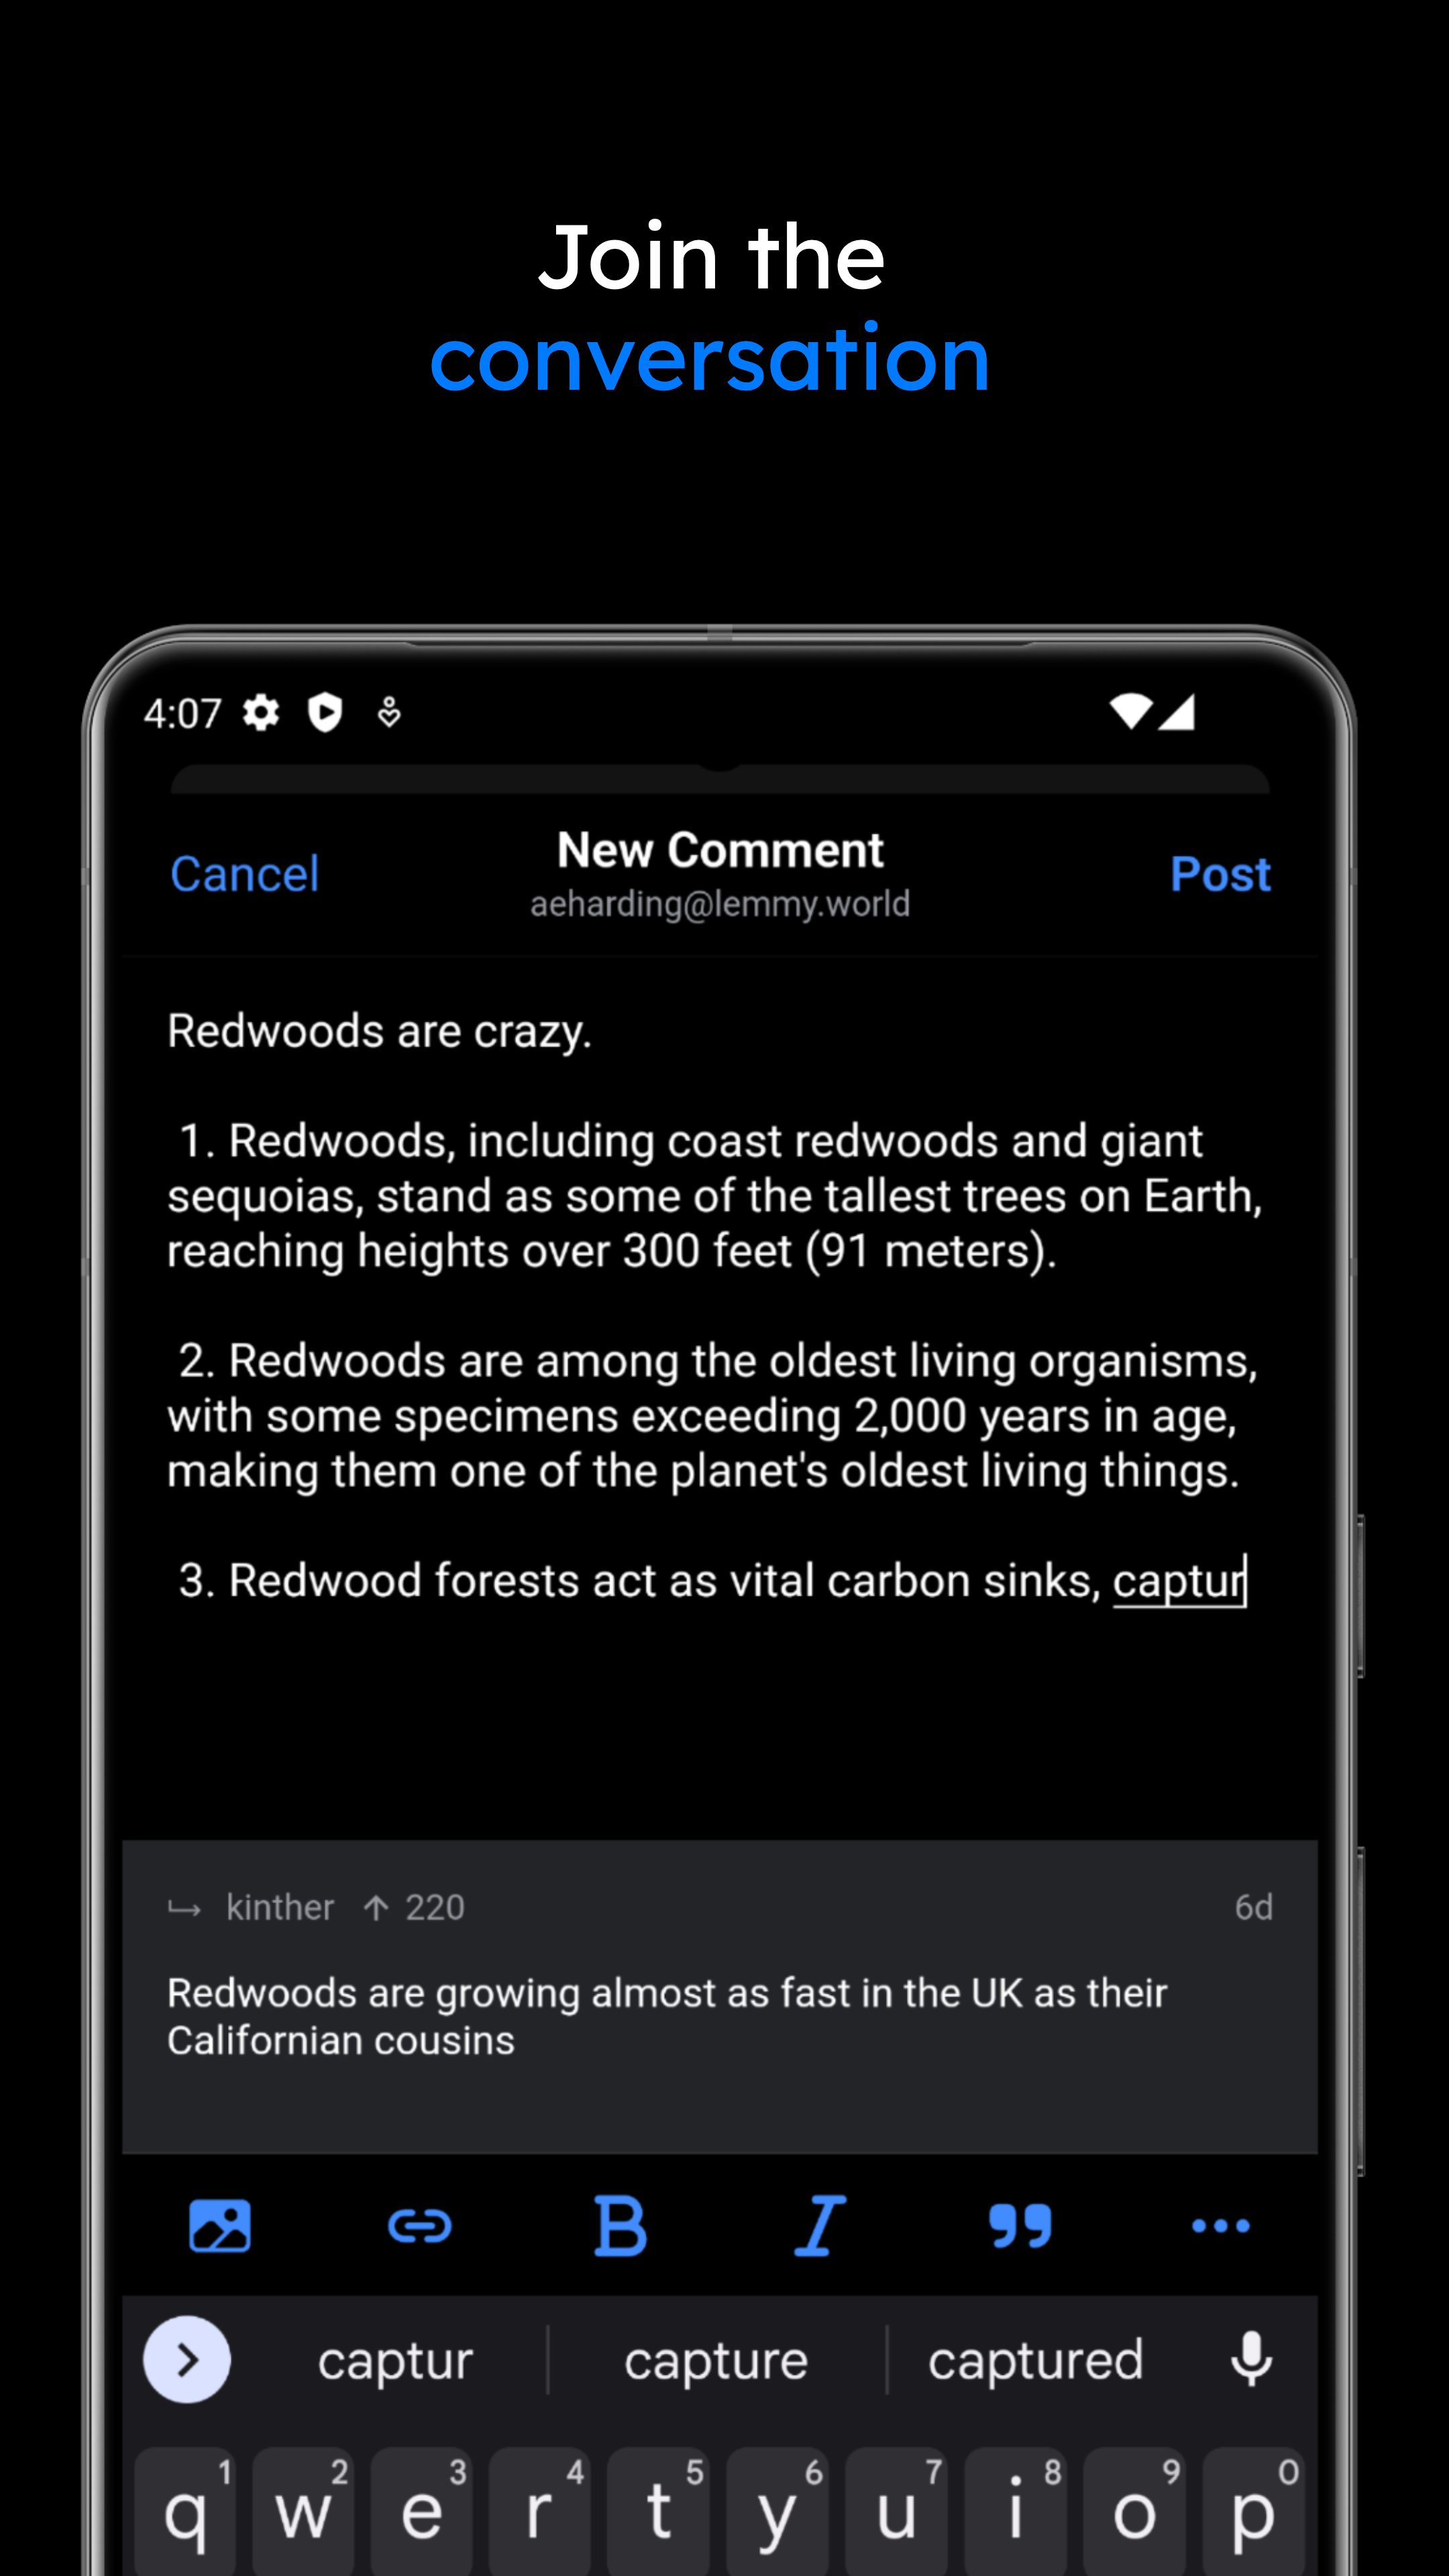 Join the
conversation
4:07
Cancel
New Comment
Post
aeharding@lemmy.world
Redwoods are crazy.
1. Redwoods, including coast redwoods and giant
sequoias, stand as some of the tallest trees on Earth,
reaching heights over 300 feet (91 meters).
2. Redwoods are among the oldest living organisms,
with some specimens exceeding 2,000 years in age,
making them one of the planet's oldest living things.
3. Redwood forests act as vital carbon sinks, captur
kinther 220 6d
Redwoods are growing almost as fast in the UK as their
Californian cousins
B I
captur capture captured
1 2 3 4 5 6 7 8 9 0
q w e r t y u i o p